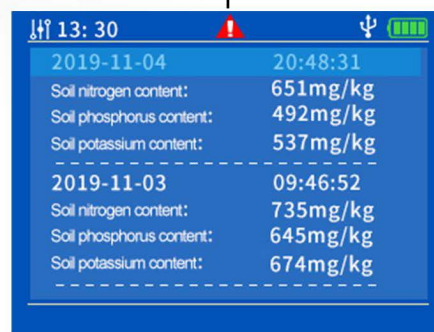 13: 30
2019-11-04 20:48:31
Soil nitrogen content: 651mg/kg
Soil phosphorus content: 492mg/kg
Soil potassium content: 537mg/kg
2019-11-03 09:46:52
Soil nitrogen content: 735mg/kg
Soil phosphorus content: 645mg/kg
Soil potassium content: 674mg/kg